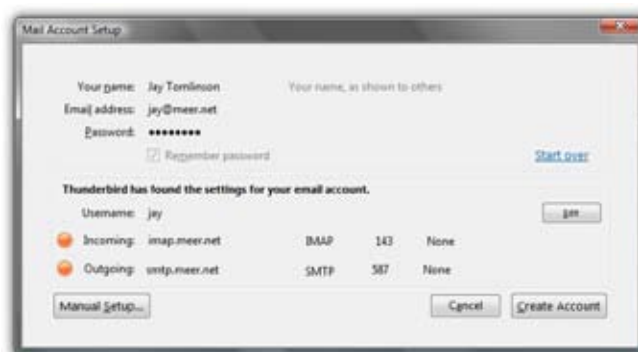 Mail Account Setup
Your name: Jay Tomlinson Your name, as shown to others
Email address: jay@meer.net
Password: ••••••••
Remember password
Start over
Thunderbird has found the settings for your email account.
Username: jay Edit
Incoming: imap.meer.net IMAP 143 None
Outgoing: smtp.meer.net SMTP 587 None
Manual Setup... Cancel Create Account